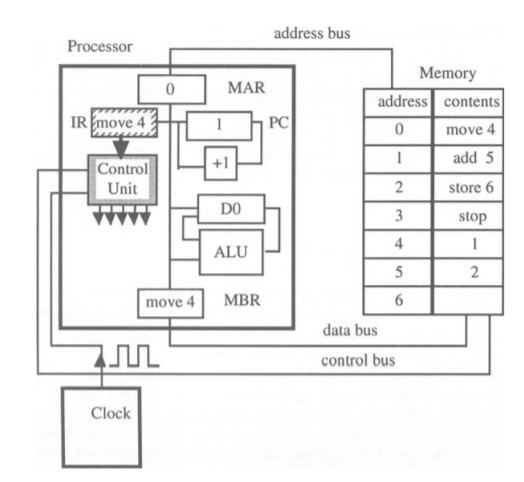 address bus
Processor
Memory
0 MAR
address contents
IR move 4 1 PC
0 move 4
+1
1 add 5
Control
Unit
2 store 6
3 stop
D0
4 1
ALU
5 2
move 4 MBR
6
data bus
control bus
Clock